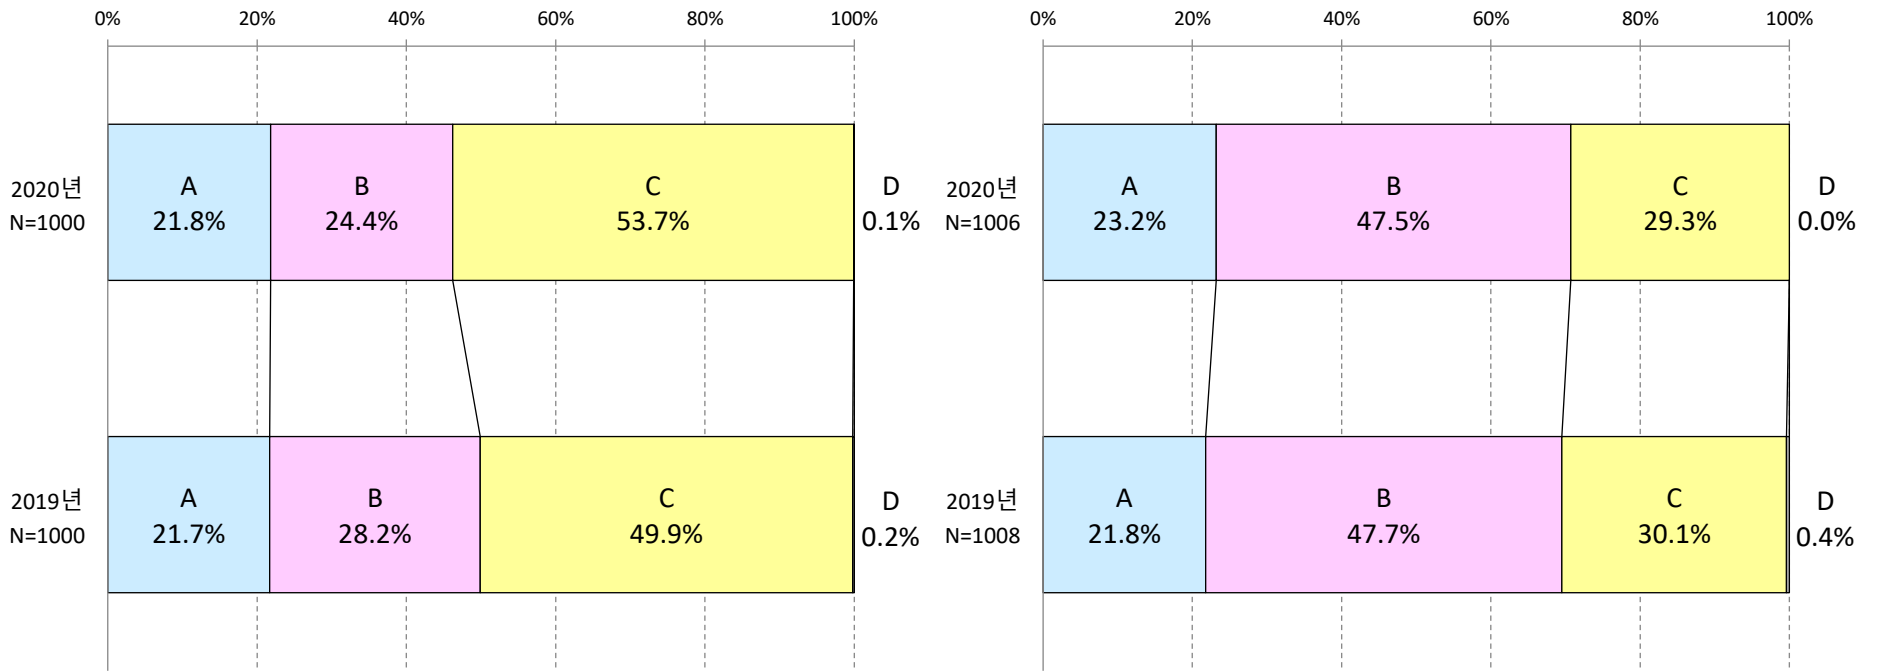 0% 20% 40% 60% 80% 100%
2020년
N=1000
A
21.8%
B
24.4%
C
53.7%
D
0.1%
2019년
N=1000
A
21.7%
B
28.2%
C
49.9%
D
0.2%
0% 20% 40% 60% 80% 100%
2020년
N=1006
A
23.2%
B
47.5%
C
29.3%
D
0.0%
2019년
N=1008
A
21.8%
B
47.7%
C
30.1%
D
0.4%